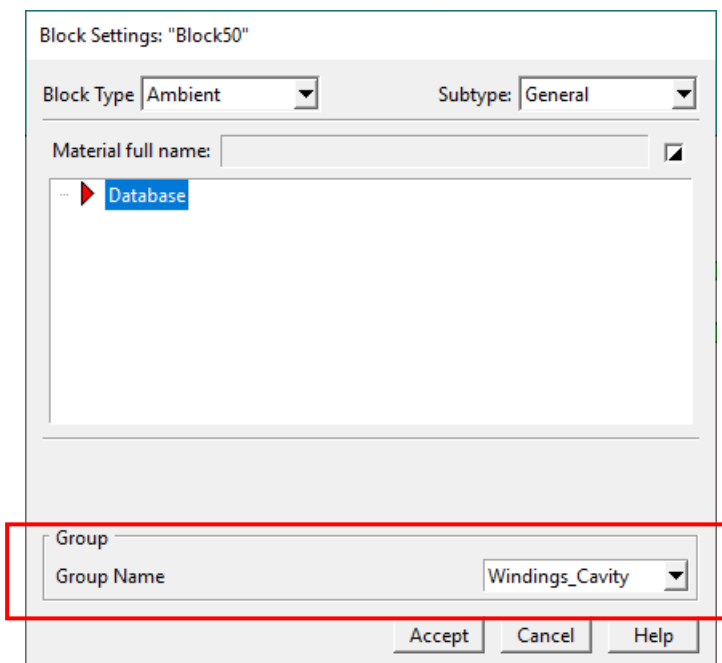 Block Settings: "Block50"
Block Type Ambient Subtype: General
Material full name:
Database
Group
Group Name Windings_Cavity
Accept Cancel Help